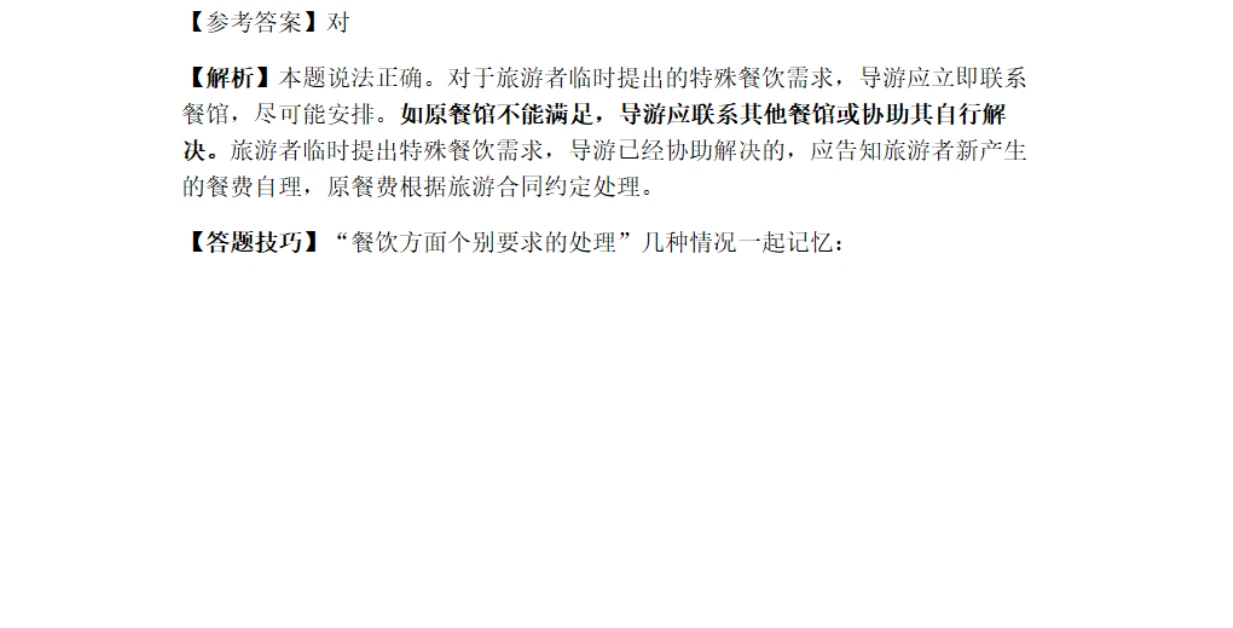 【参考答案】对
【解析】本题说法正确。对于旅游者临时提出的特殊餐饮需求，导游应立即联系
餐馆，尽可能安排。如原餐馆不能满足，导游应联系其他餐馆或协助其自行解
决。旅游者临时提出特殊餐饮需求，导游已经协助解决的，应告知旅游者新产生
的餐费自理，原餐费根据旅游合同约定处理。
【答题技巧】“餐饮方面个别要求的处理”几种情况一起记忆：